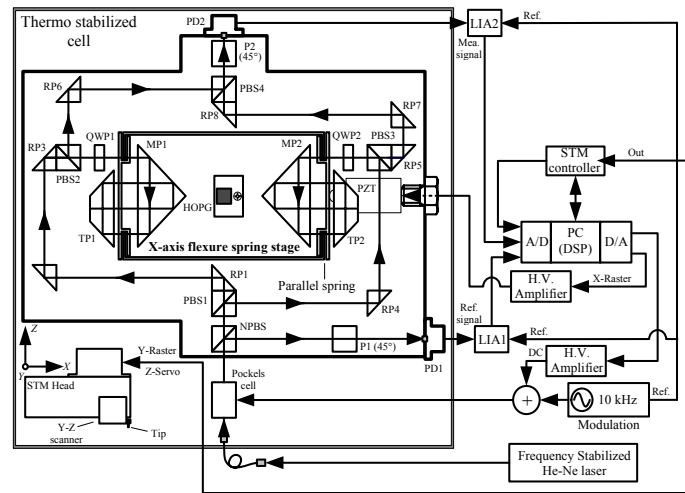 Thermo stabilized
cell
PD2
P2
(45°)
LIA2
Ref.
Mea.
signal
RP6
PBS4
RP8
RP7
RP3
QWP1
MP1
MP2
QWP2
PBS3
RP5
PBS2
PZT
HOPG
TP1
TP2
X-axis flexure spring stage
Parallel spring
STM
controller
Out
A/D
PC
(DSP)
D/A
H.V.
Amplifier
X-Raster
RP1
PBS1
RP4
Ref.
signal
NPBS
P1 (45°)
PD1
LIA1
Ref.
DC
H.V.
Amplifier
Z
X
Y
Y-Raster
Z-Servo
STM Head
Y-Z
scanner
Tip
Pockels
cell
+
10 kHz
Ref.
Modulation
Frequency Stabilized
He-Ne laser